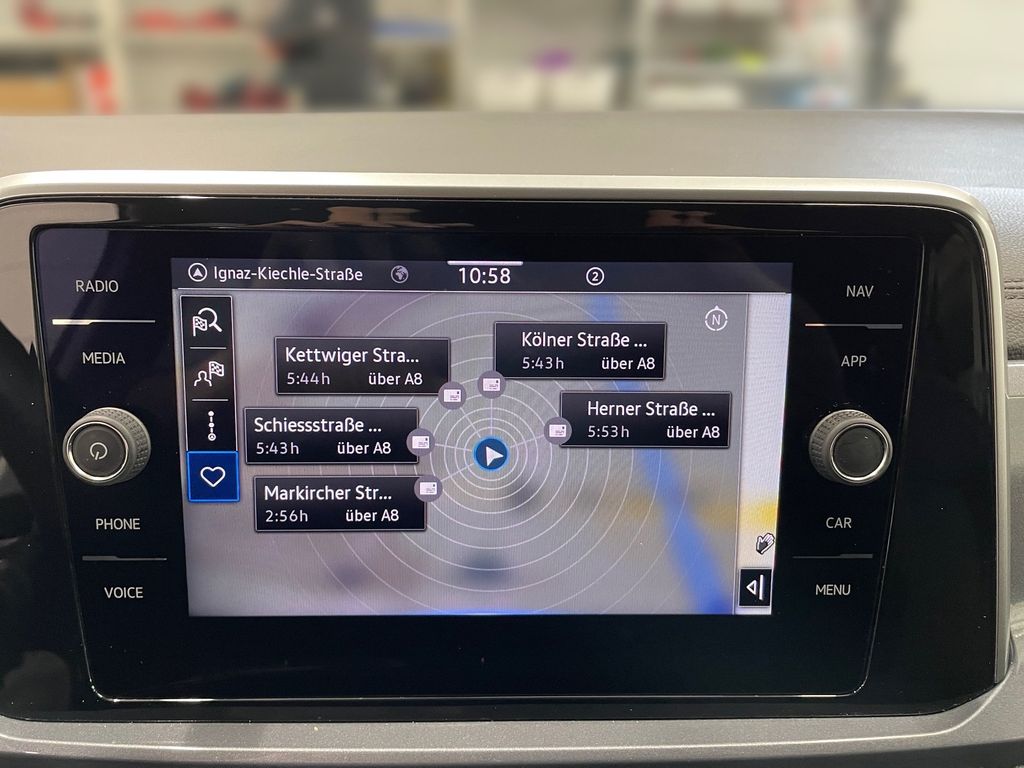 Ignaz-Kiechle-Straße
10:58
2
RADIO
MEDIA
PHONE
VOICE
N
Kölner Straße ...
5:43h über A8
Kettwiger Stra...
5:44h über A8
Herner Straße ...
5:53h über A8
Schiessstraße ...
5:43h über A8
Markircher Str...
2:56h über A8
NAV
APP
CAR
MENU